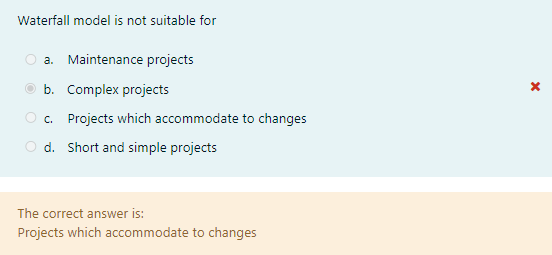 Waterfall model is not suitable for
a. Maintenance projects
b. Complex projects
c. Projects which accommodate to changes
d. Short and simple projects
The correct answer is:
Projects which accommodate to changes